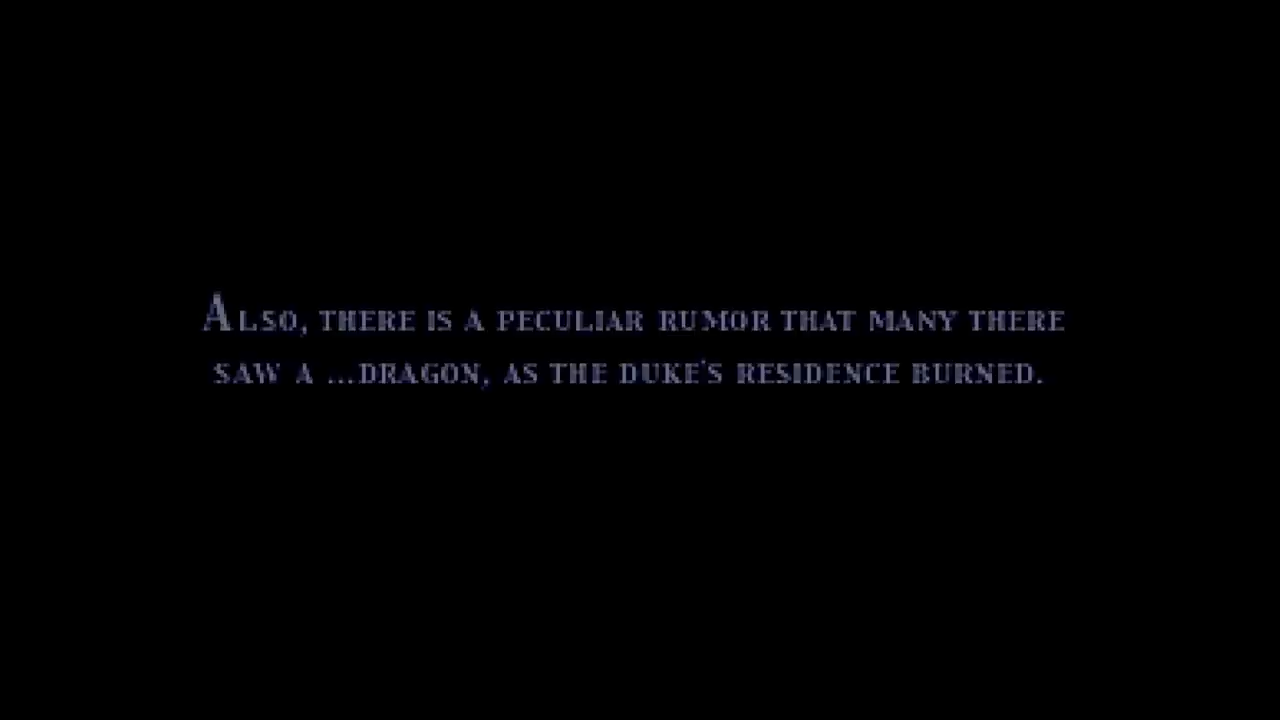 Also, there is a peculiar rumor that many there
saw a ...dragon, as the duke's residence burned.